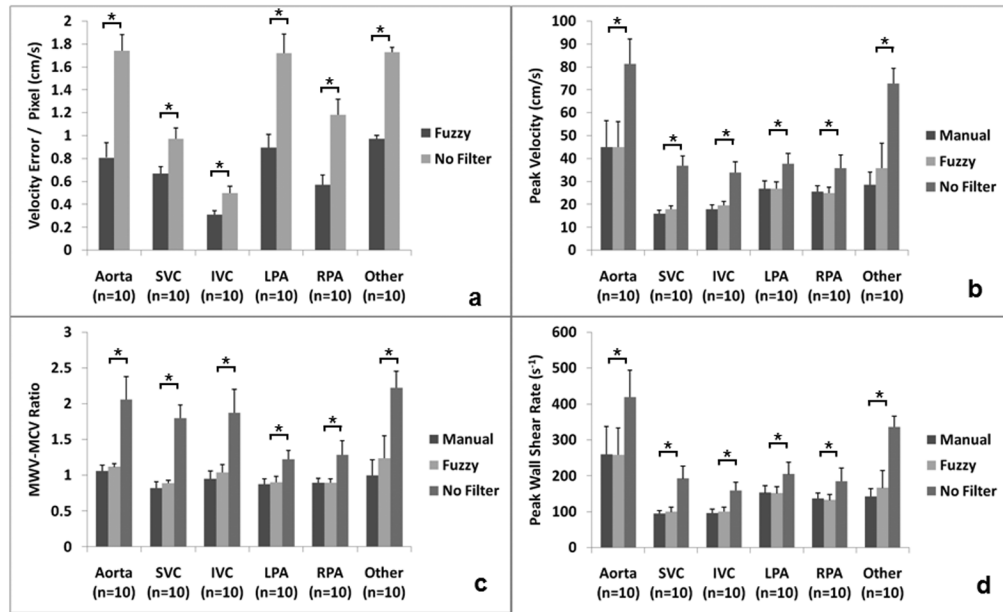 Velocity Error / Pixel (cm/s)
2
1.8
1.6
1.4
1.2
1
0.8
0.6
0.4
0.2
0
* * * * * *
Fuzzy
No Filter
Aorta SVC IVC LPA RPA Other
(n=10) (n=10) (n=10) (n=10) (n=10) (n=10)
a
Peak Velocity (cm/s)
100
90
80
70
60
50
40
30
20
10
0
* * * * * *
Manual
Fuzzy
No Filter
Aorta SVC IVC LPA RPA Other
(n=10) (n=10) (n=10) (n=10) (n=10) (n=10)
b
MWV-MCV Ratio
3
2.5
2
1.5
1
0.5
0
* * * * * *
Manual
Fuzzy
No Filter
Aorta SVC IVC LPA RPA Other
(n=10) (n=10) (n=10) (n=10) (n=10) (n=10)
c
Peak Wall Shear Rate (s⁻¹)
600
500
400
300
200
100
0
* * * * * *
Manual
Fuzzy
No Filter
Aorta SVC IVC LPA RPA Other
(n=10) (n=10) (n=10) (n=10) (n=10) (n=10)
d